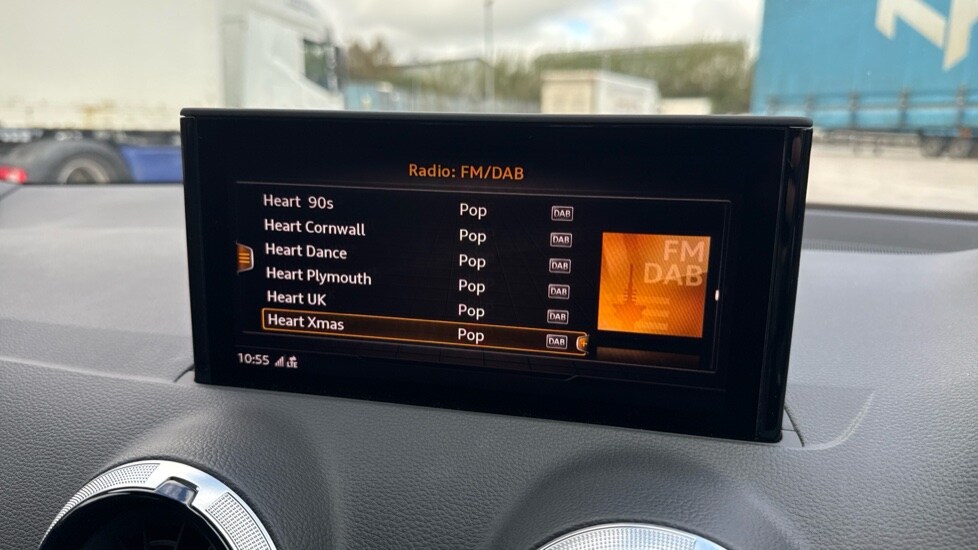 Radio: FM/DAB
Heart 90s Pop DAB
Heart Cornwall Pop DAB
Heart Dance Pop DAB
Heart Plymouth Pop DAB
Heart UK Pop DAB
Heart Xmas Pop DAB
FM
DAB
10:55 LTE